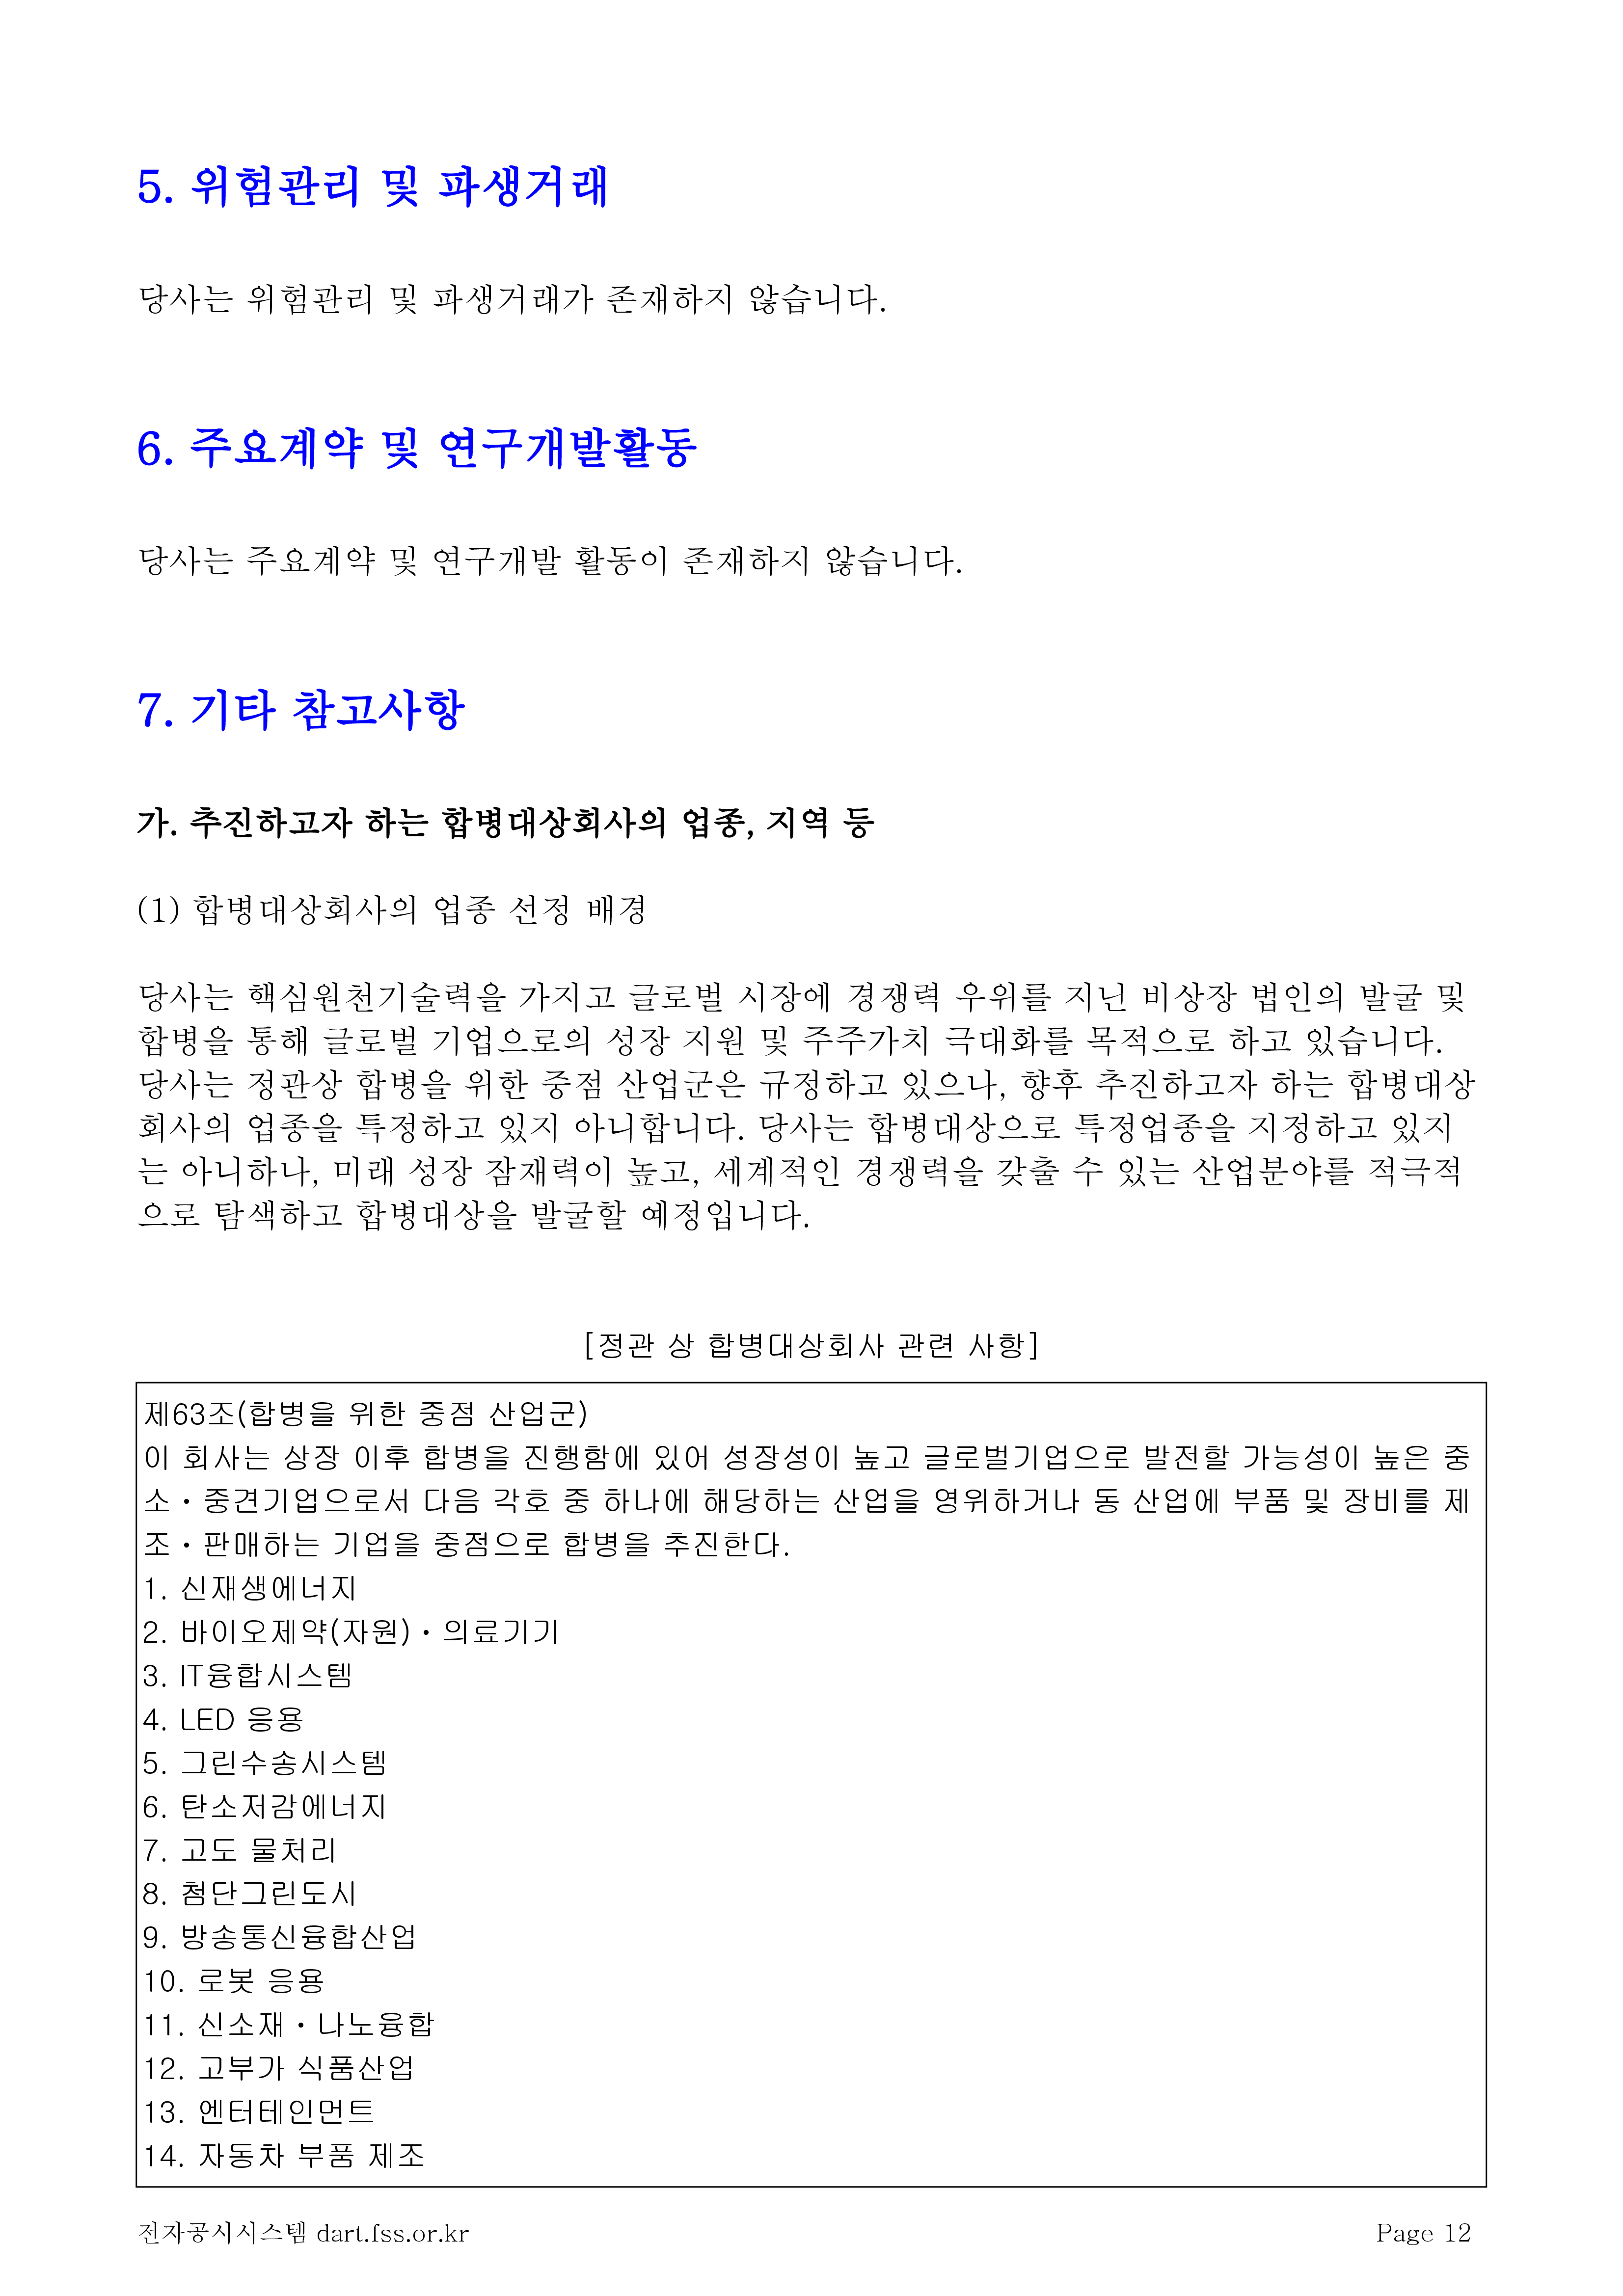 5. 위험관리 및 파생거래
당사는 위험관리 및 파생거래가 존재하지 않습니다.
6. 주요계약 및 연구개발활동
당사는 주요계약 및 연구개발 활동이 존재하지 않습니다.
7. 기타 참고사항
가. 추진하고자 하는 합병대상회사의 업종, 지역 등
(1) 합병대상회사의 업종 선정 배경
당사는 핵심원천기술력을 가지고 글로벌 시장에 경쟁력 우위를 지닌 비상장 법인의 발굴 및
합병을 통해 글로벌 기업으로의 성장 지원 및 주주가치 극대화를 목적으로 하고 있습니다.
당사는 정관상 합병을 위한 중점 산업군은 규정하고 있으나, 향후 추진하고자 하는 합병대상
회사의 업종을 특정하고 있지 아니합니다. 당사는 합병대상으로 특정업종을 지정하고 있지
는 아니하나, 미래 성장 잠재력이 높고, 세계적인 경쟁력을 갖출 수 있는 산업분야를 적극적
으로 탐색하고 합병대상을 발굴할 예정입니다.
[정관 상 합병대상회사 관련 사항]
제63조(합병을 위한 중점 산업군)
이 회사는 상장 이후 합병을 진행함에 있어 성장성이 높고 글로벌기업으로 발전할 가능성이 높은 중
소·중견기업으로서 다음 각호 중 하나에 해당하는 산업을 영위하거나 동 산업에 부품 및 장비를 제
조·판매하는 기업을 중점으로 합병을 추진한다.
1. 신재생에너지
2. 바이오제약(자원)·의료기기
3. IT융합시스템
4. LED 응용
5. 그린수송시스템
6. 탄소저감에너지
7. 고도 물처리
8. 첨단그린도시
9. 방송통신융합산업
10. 로봇 응용
11. 신소재·나노융합
12. 고부가 식품산업
13. 엔터테인먼트
14. 자동차 부품 제조
전자공시시스템 dart.fss.or.kr
Page 12